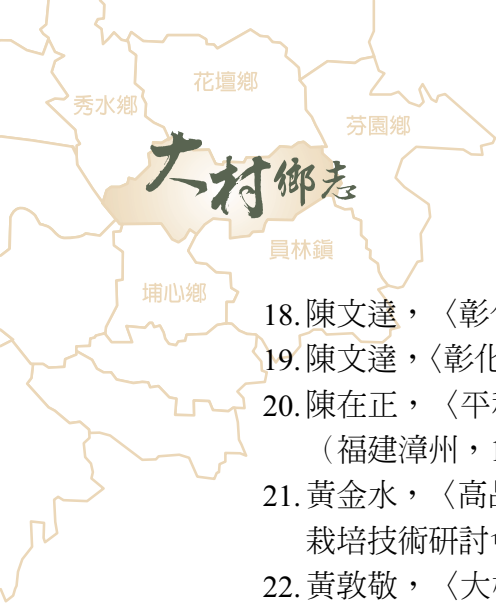 花壇鄉
秀水鄉
芬園鄉
大村鄉志
員林鎮
埔心鄉
18.陳文達，〈彰
19.陳文達，〈彰化
20.陳在正，〈平
（福建漳州，1
21.黃金水，〈高
栽培技術研討
22.黃敦敬，〈大